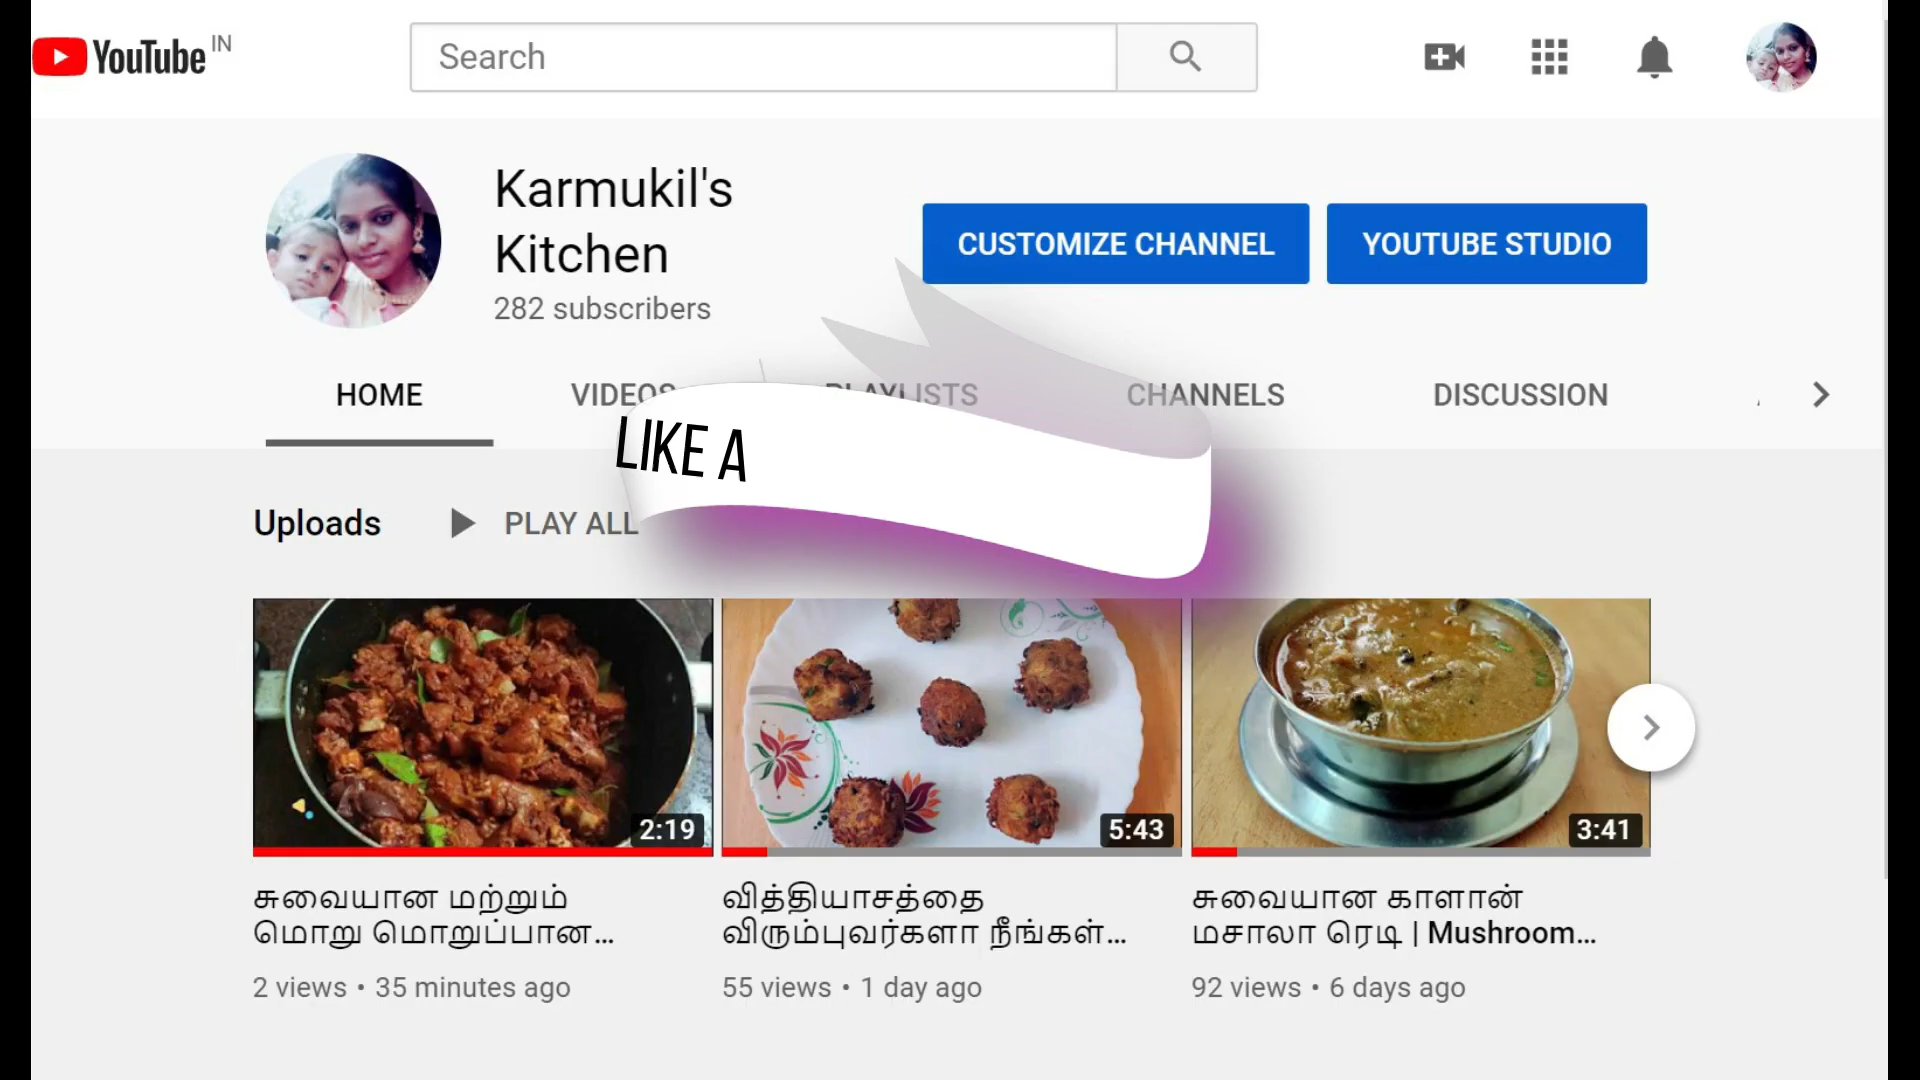 YouTube IN
Search
Karmukil's
Kitchen
282 subscribers
CUSTOMIZE CHANNEL
YOUTUBE STUDIO
HOME
VIDEOS
PLAYLISTS
CHANNELS
DISCUSSION
LIKE A
Uploads
PLAY ALL
2:19
5:43
3:41
சுவையான மற்றும்
மொறு மொறுப்பான...
2 views • 35 minutes ago
வித்தியாசத்தை
விரும்புவர்களா நீங்கள்...
55 views • 1 day ago
சுவையான காளான்
மசாலா ரெடி | Mushroom...
92 views • 6 days ago